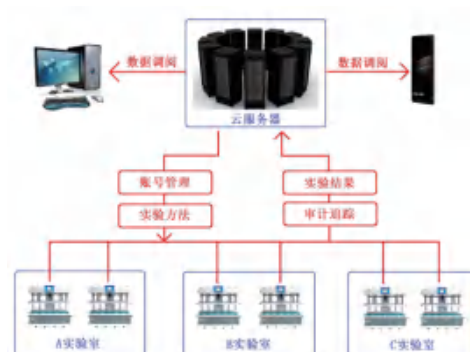 数据调阅
数据调阅
云服务器
账号管理
实验结果
实验方法
审计追踪
A实验室
B实验室
C实验室